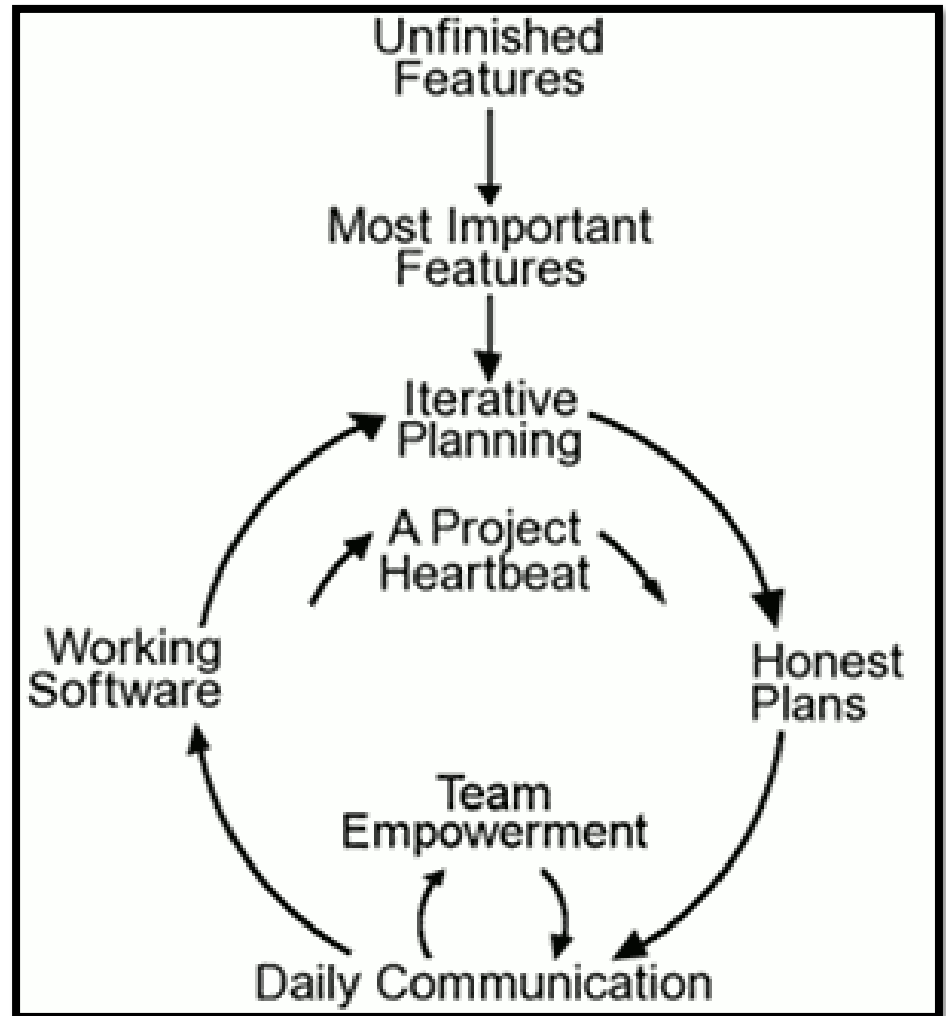 Unfinished
Features
Most Important
Features
Iterative
Planning
A Project
Heartbeat
Working
Software
Honest
Plans
Team
Empowerment
Daily Communication